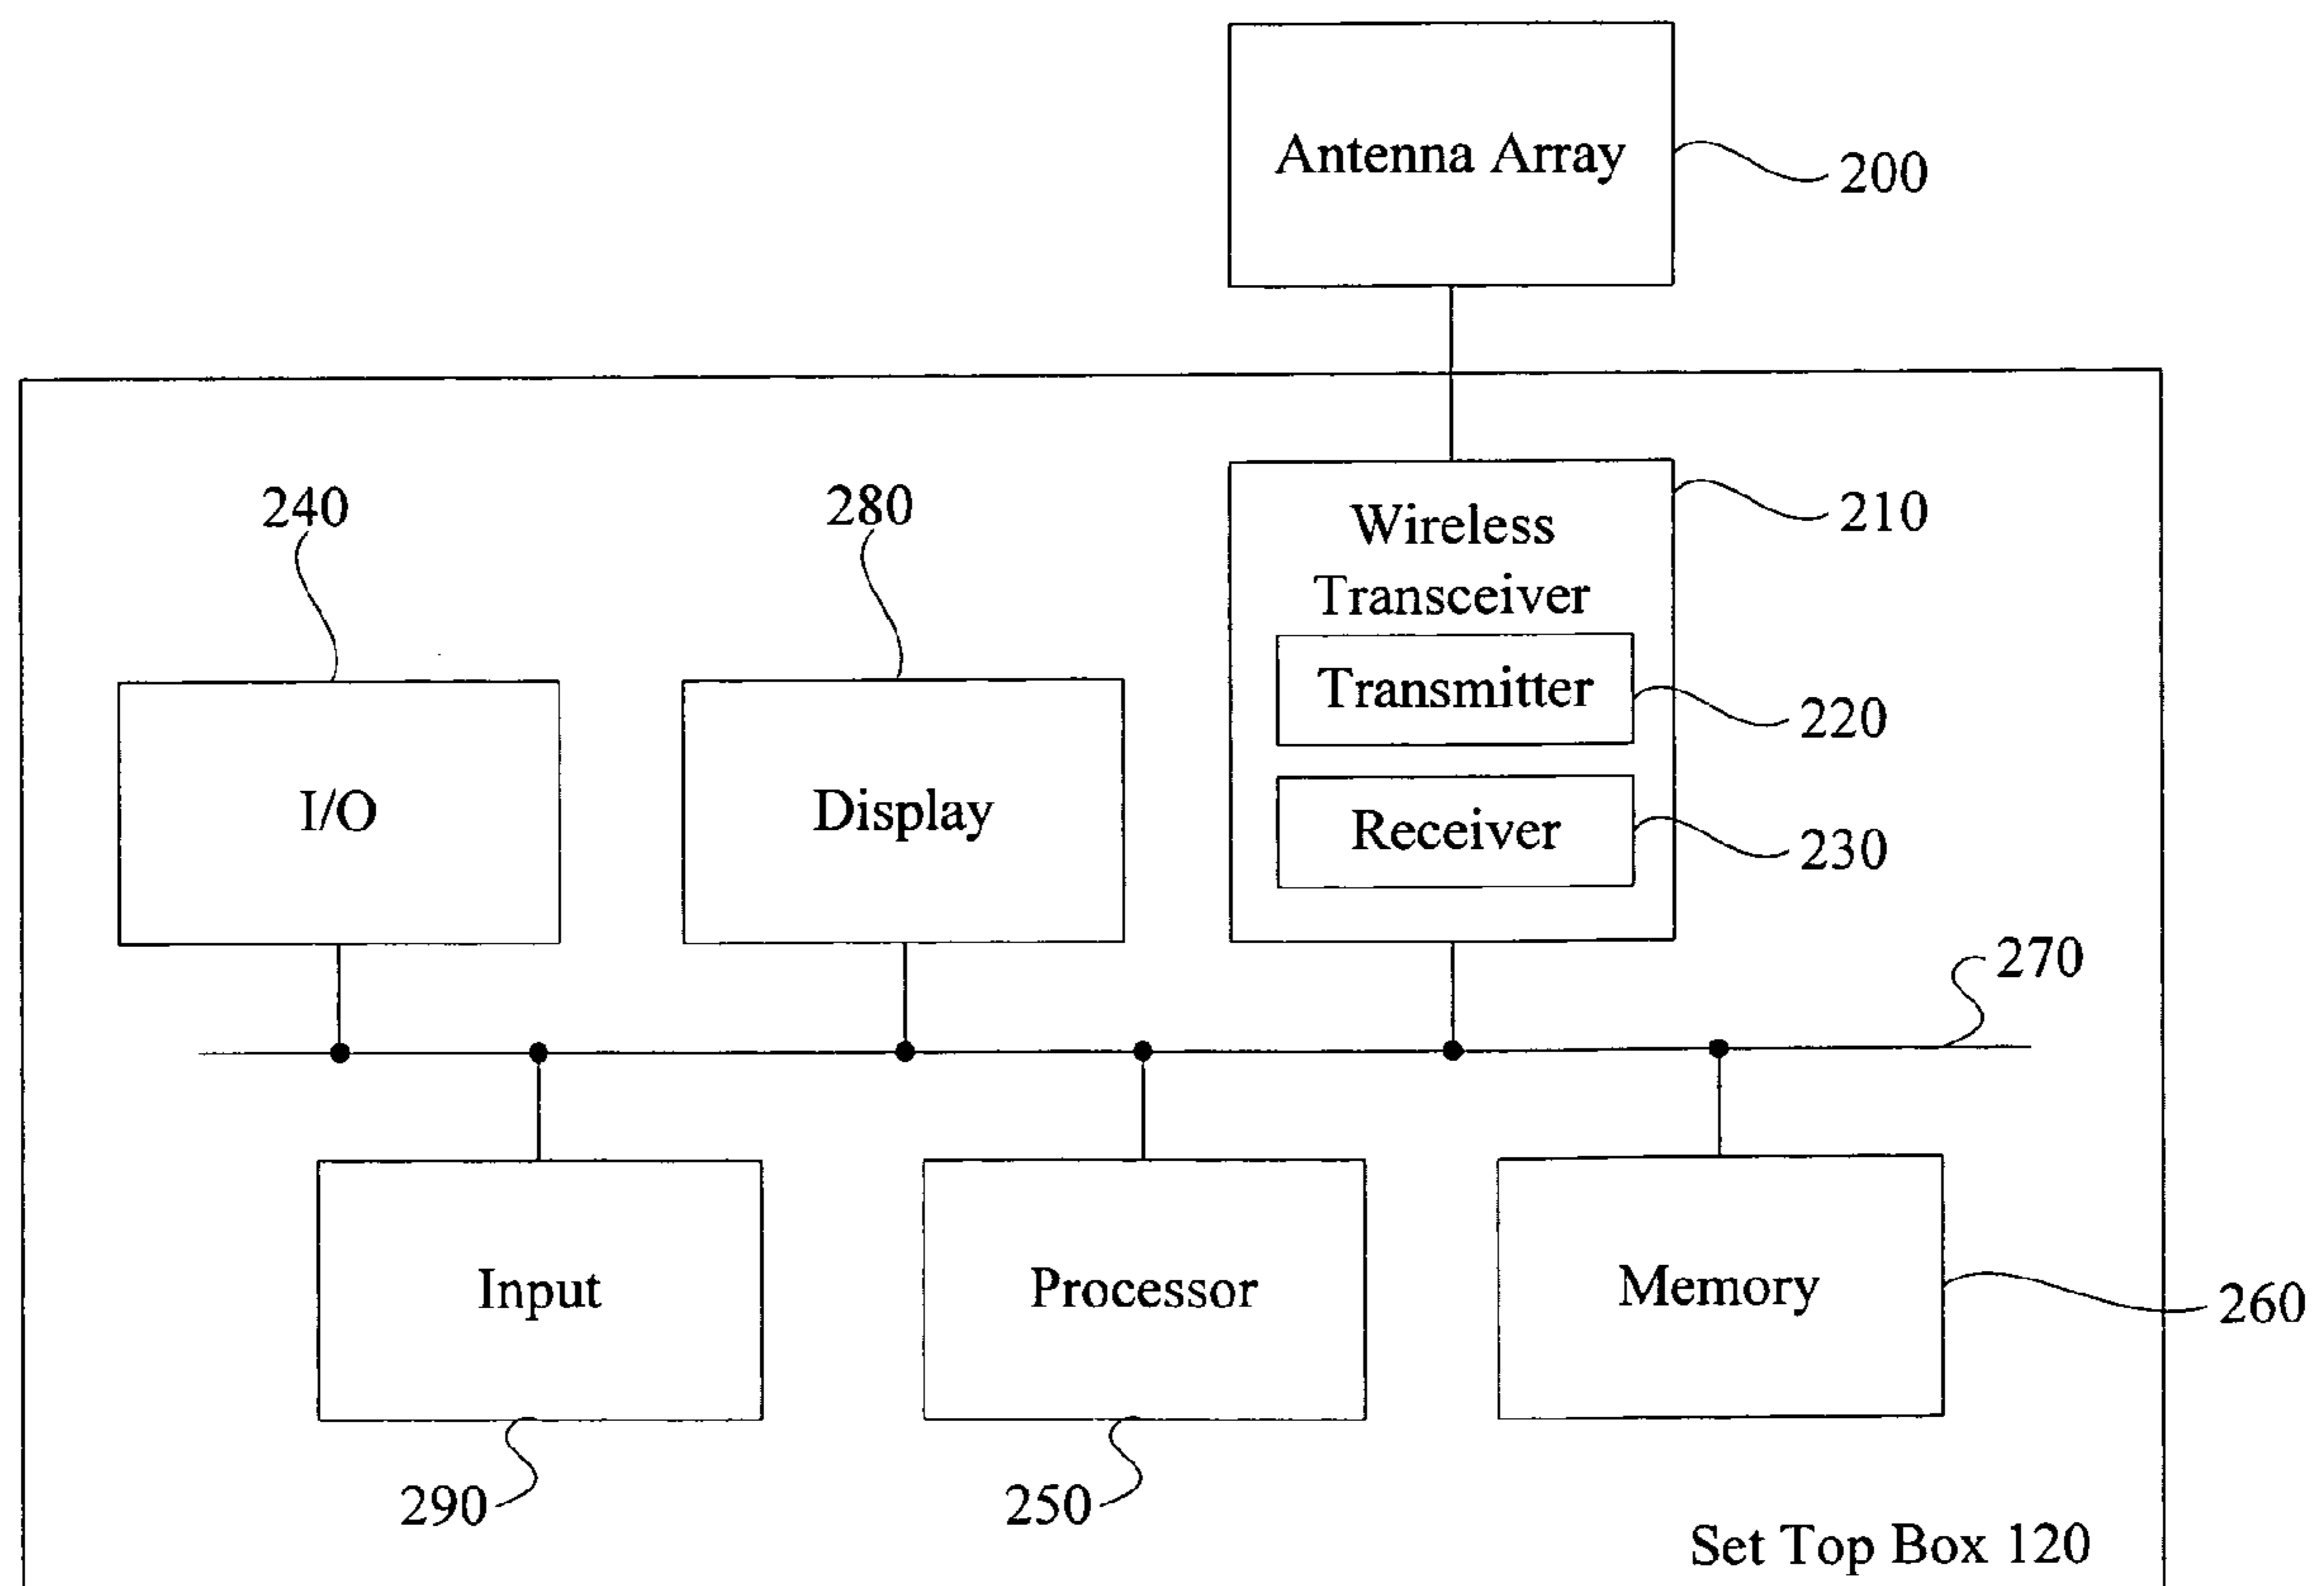 Antenna Array
200
240
280
Wireless
Transceiver
210
Transmitter
220
I/O
Display
Receiver
230
270
Input
Processor
Memory
260
290
250
Set Top Box 120